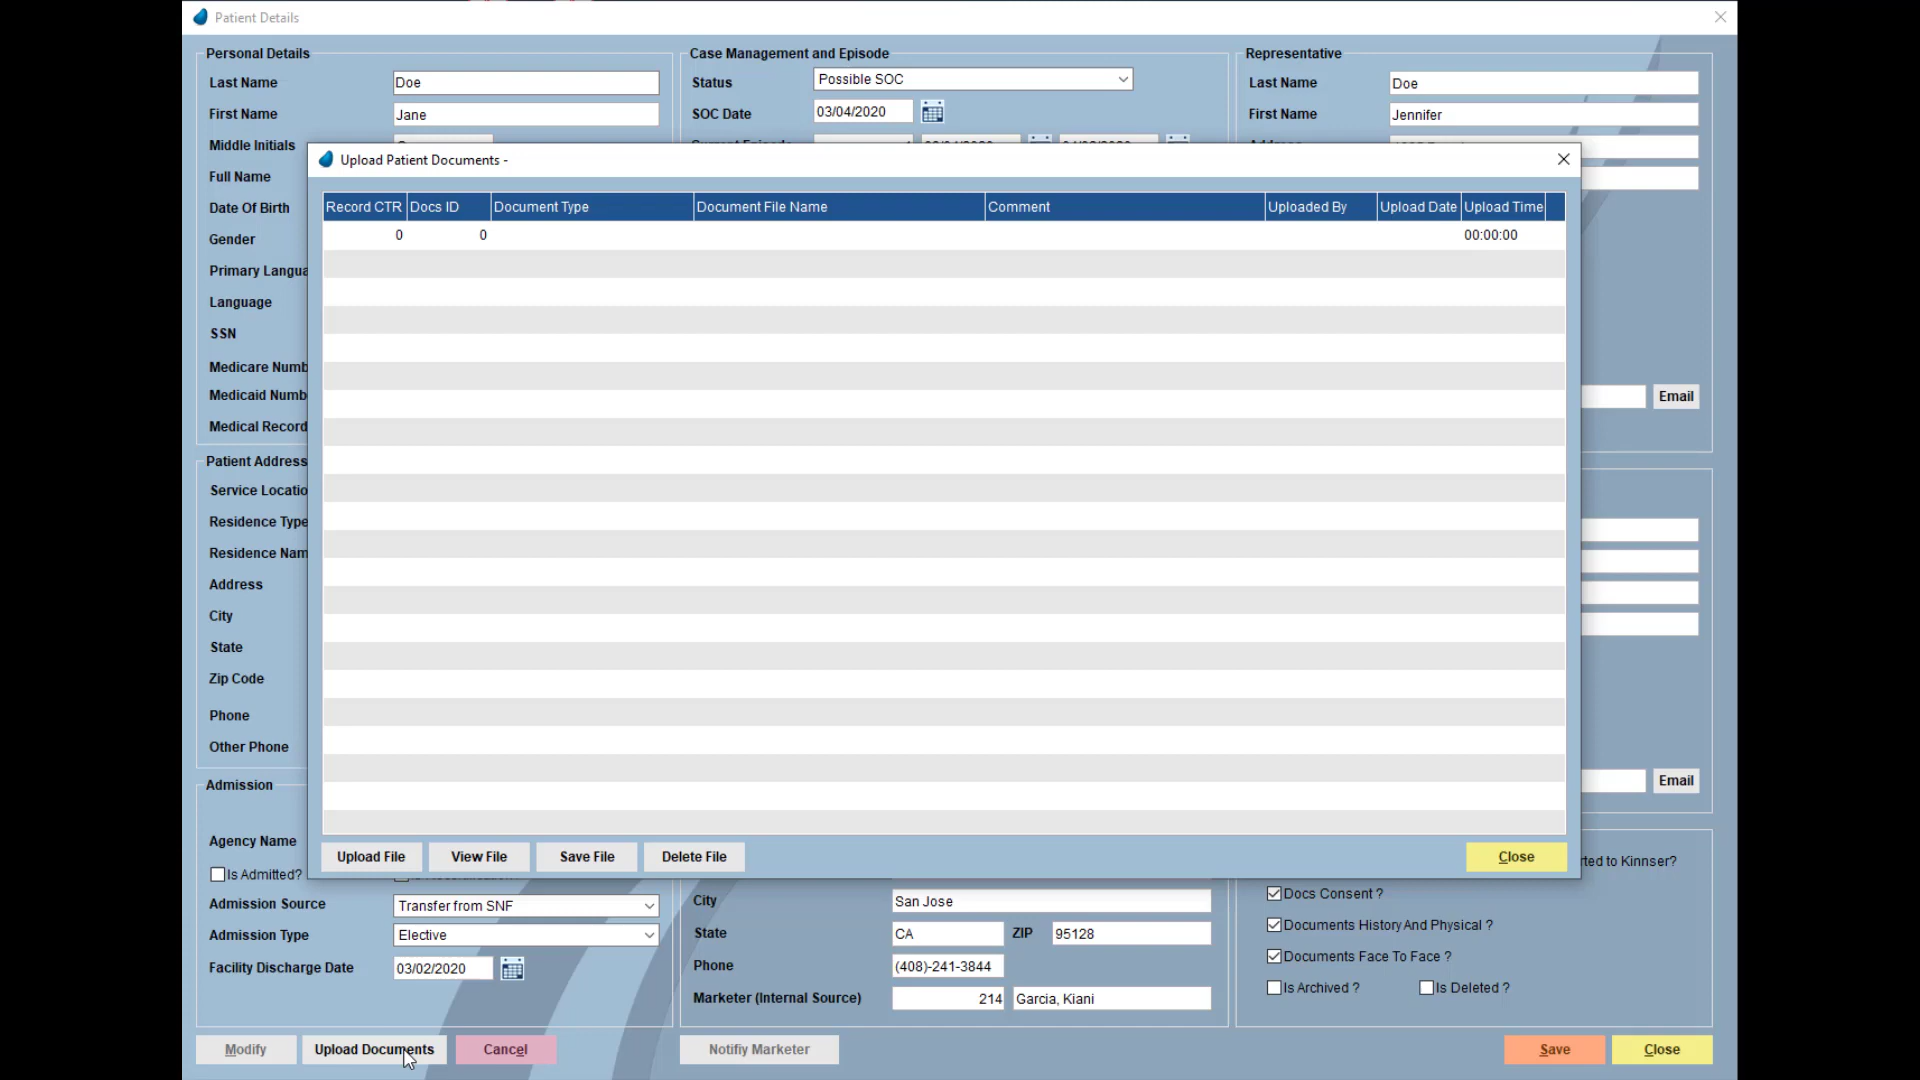 Patient Details
Personal Details
Last Name Doe
First Name Jane
Middle Initials
Full Name
Date Of Birth
Gender
Primary Langua
Language
SSN
Medicare Numb
Medicaid Numb
Medical Record
Case Management and Episode
Status Possible SOC
SOC Date 03/04/2020
Representative
Last Name Doe
First Name Jennifer
Email
Upload Patient Documents -
Record CTR Docs ID Document Type Document File Name Comment Uploaded By Upload Date Upload Time
0 0 00:00:00
Upload File View File Save File Delete File Close
Patient Address
Service Locatio
Residence Type
Residence Nam
Address
City
State
Zip Code
Phone
Other Phone
Email
Admission
Agency Name
Is Admitted?
Admission Source Transfer from SNF
Admission Type Elective
Facility Discharge Date 03/02/2020
City San Jose
State CA ZIP 95128
Phone (408)-241-3844
Marketer (Internal Source) 214 Garcia, Kiani
rted to Kinnser?
Docs Consent ?
Documents History And Physical ?
Documents Face To Face ?
Is Archived ? Is Deleted ?
Modify Upload Documents Cancel Notifiy Marketer Save Close